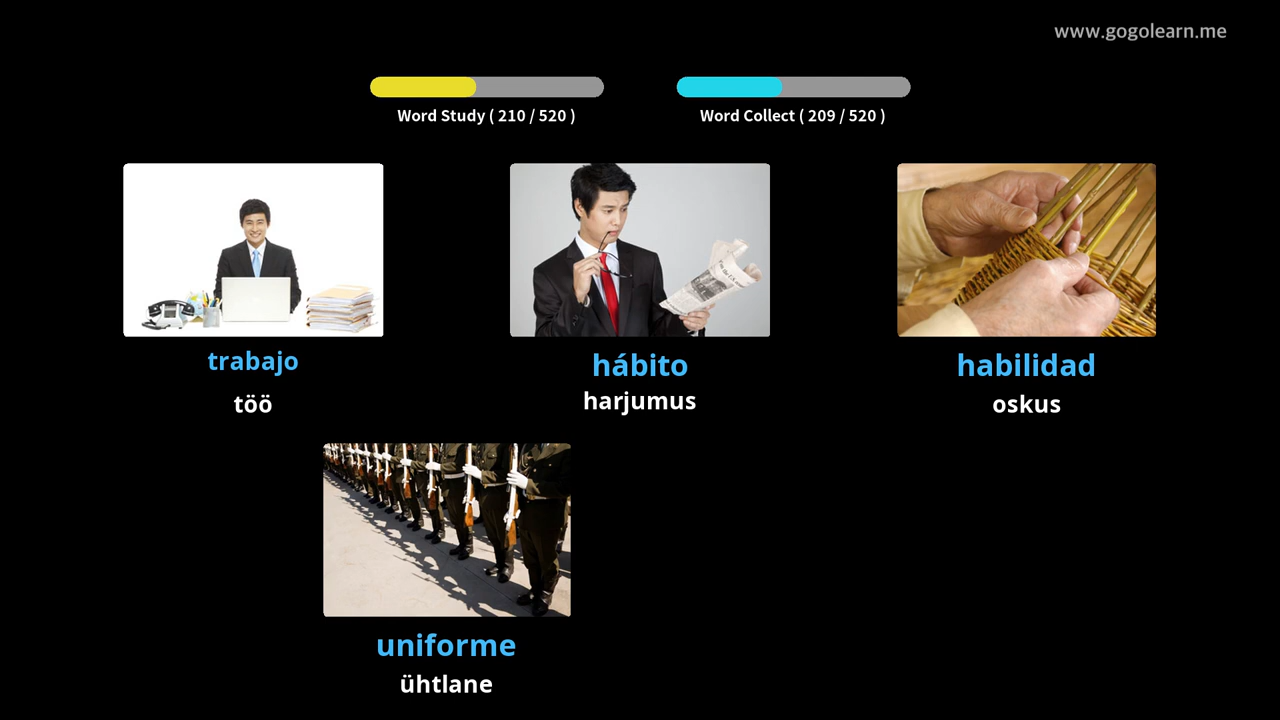 www.gogolearn.me
Word Study ( 210 / 520 )
Word Collect ( 209 / 520 )
trabajo
töö
hábito
harjumus
habilidad
oskus
uniforme
ühtlane